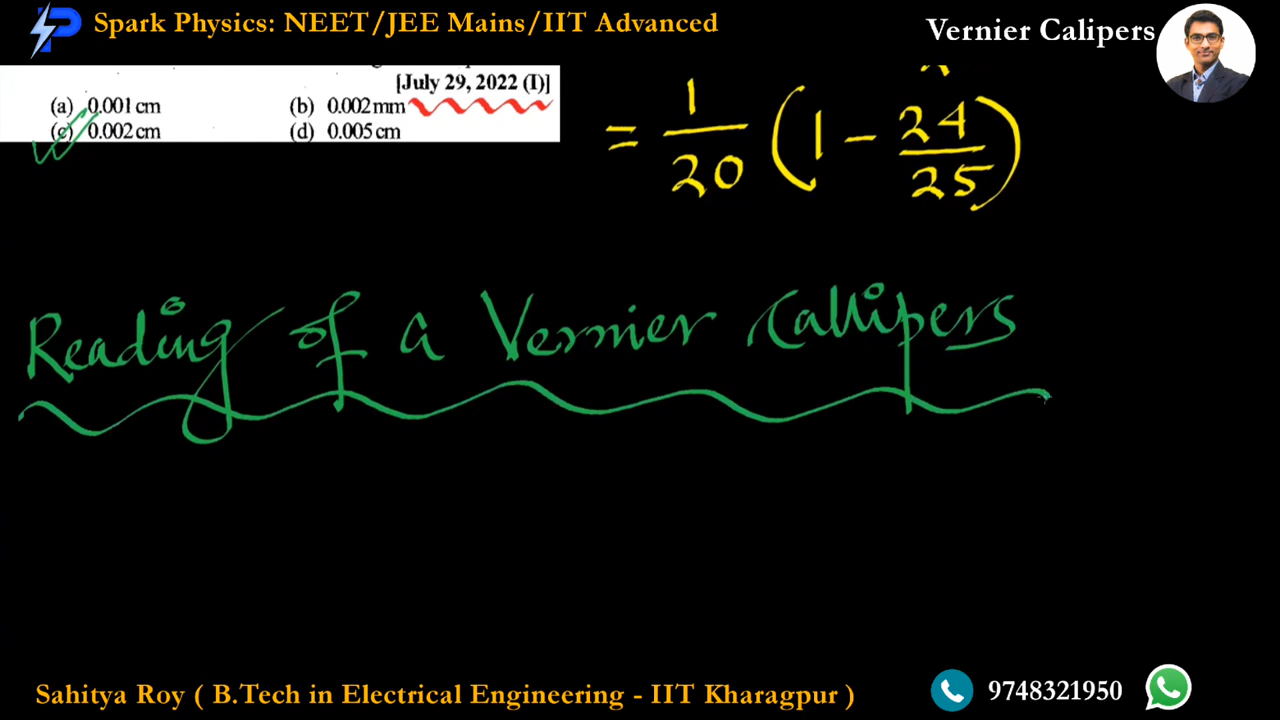 Spark Physics: NEET/JEE Mains/IIT Advanced
Vernier Calipers
[July 29, 2022 (I)]
(a) 0.001 cm (b) 0.002 mm
(c) 0.002 cm (d) 0.005 cm
= 1/20 (1 - 24/25)
Reading of a Vernier Callipers
Sahitya Roy ( B.Tech in Electrical Engineering - IIT Kharagpur )
9748321950